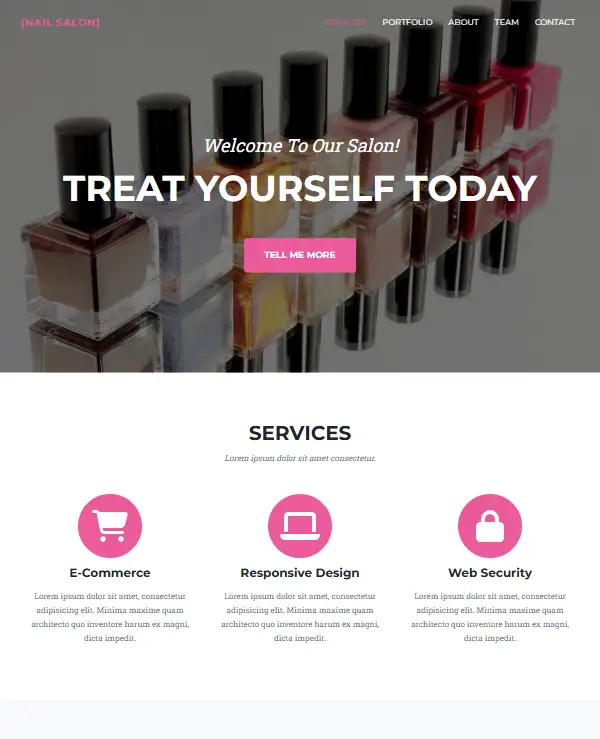 [NAIL SALON]
SERVICES PORTFOLIO ABOUT TEAM CONTACT
Welcome To Our Salon!
TREAT YOURSELF TODAY
TELL ME MORE
SERVICES
Lorem ipsum dolor sit amet consectetur.
E-Commerce
Lorem ipsum dolor sit amet, consectetur
adipisicing elit. Minima maxime quam
architecto quo inventore harum ex magni,
dicta impedit.
Responsive Design
Lorem ipsum dolor sit amet, consectetur
adipisicing elit. Minima maxime quam
architecto quo inventore harum ex magni,
dicta impedit.
Web Security
Lorem ipsum dolor sit amet, consectetur
adipisicing elit. Minima maxime quam
architecto quo inventore harum ex magni,
dicta impedit.